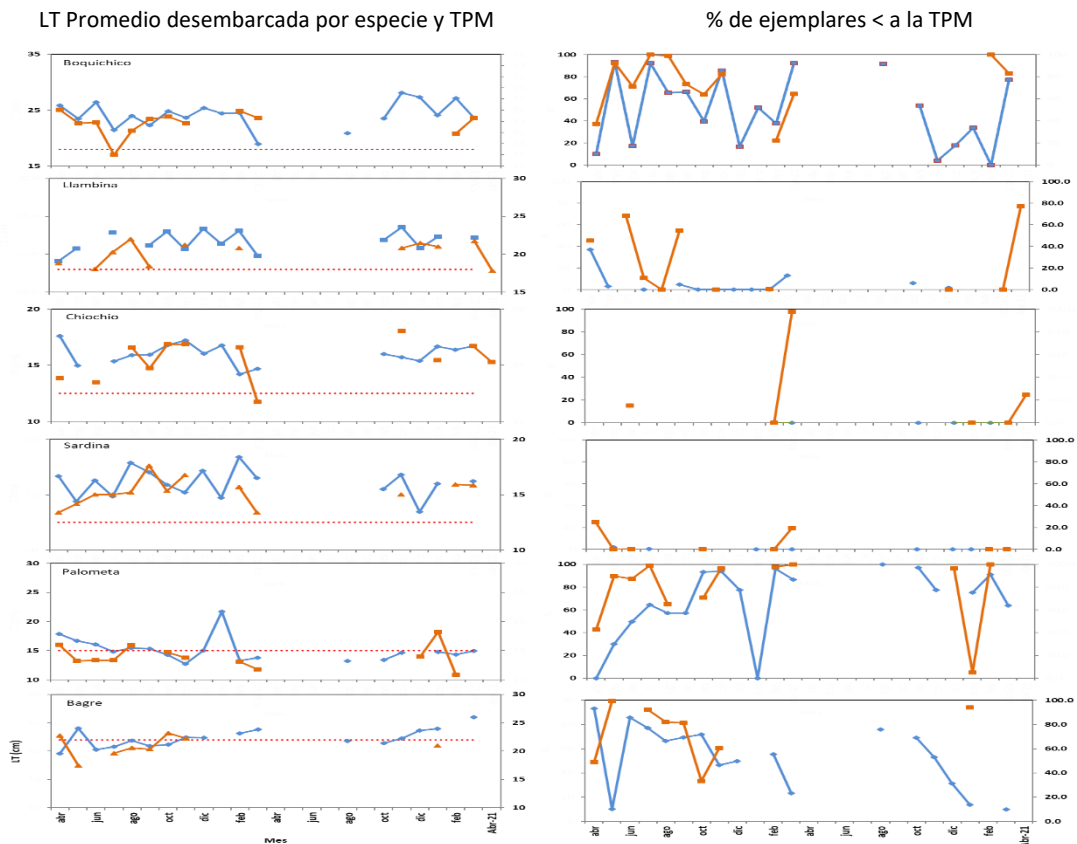 LT Promedio desembarcada por especie y TPM
% de ejemplares < a la TPM
Boquichico
35
25
15
100
80
60
40
20
0
Llambina
30
25
20
15
100.0
80.0
60.0
40.0
20.0
0.0
Chiochio
20
15
10
100
80
60
40
20
0
Sardina
20
15
10
100.0
80.0
60.0
40.0
20.0
0.0
Palometa
30
25
20
15
10
100
80
60
40
20
0
Bagre
30
25
20
15
10
100.0
80.0
60.0
40.0
20.0
0.0
LT(cm)
abr
jun
ago
oct
dic
feb
abr
jun
ago
oct
dic
feb
Abr-21
Mes
abr
jun
ago
oct
dic
feb
abr
jun
ago
oct
dic
feb
Abr-21